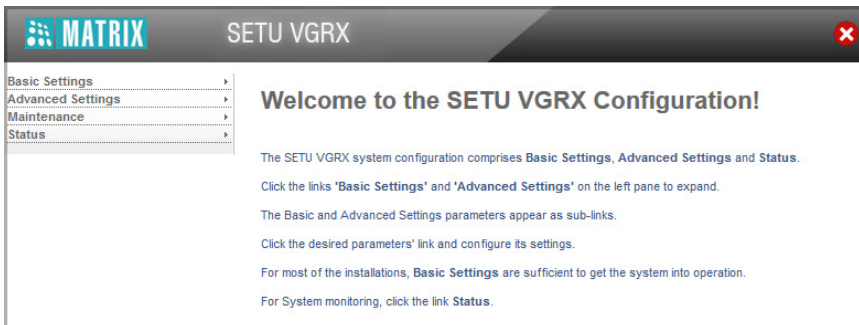 MATRIX
SETU VGRX
Basic Settings
Advanced Settings
Maintenance
Status
Welcome to the SETU VGRX Configuration!
The SETU VGRX system configuration comprises Basic Settings, Advanced Settings and Status.
Click the links 'Basic Settings' and 'Advanced Settings' on the left pane to expand.
The Basic and Advanced Settings parameters appear as sub-links.
Click the desired parameters' link and configure its settings.
For most of the installations, Basic Settings are sufficient to get the system into operation.
For System monitoring, click the link Status.